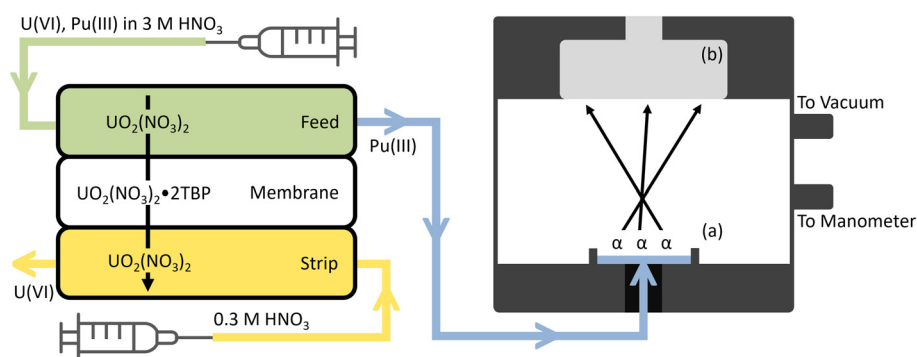 U(VI), Pu(III) in 3 M HNO₃
UO₂(NO₃)₂
Feed
Pu(III)
UO₂(NO₃)₂•2TBP
Membrane
UO₂(NO₃)₂
Strip
U(VI)
0.3 M HNO₃
(b)
To Vacuum
To Manometer
(a)
α α α